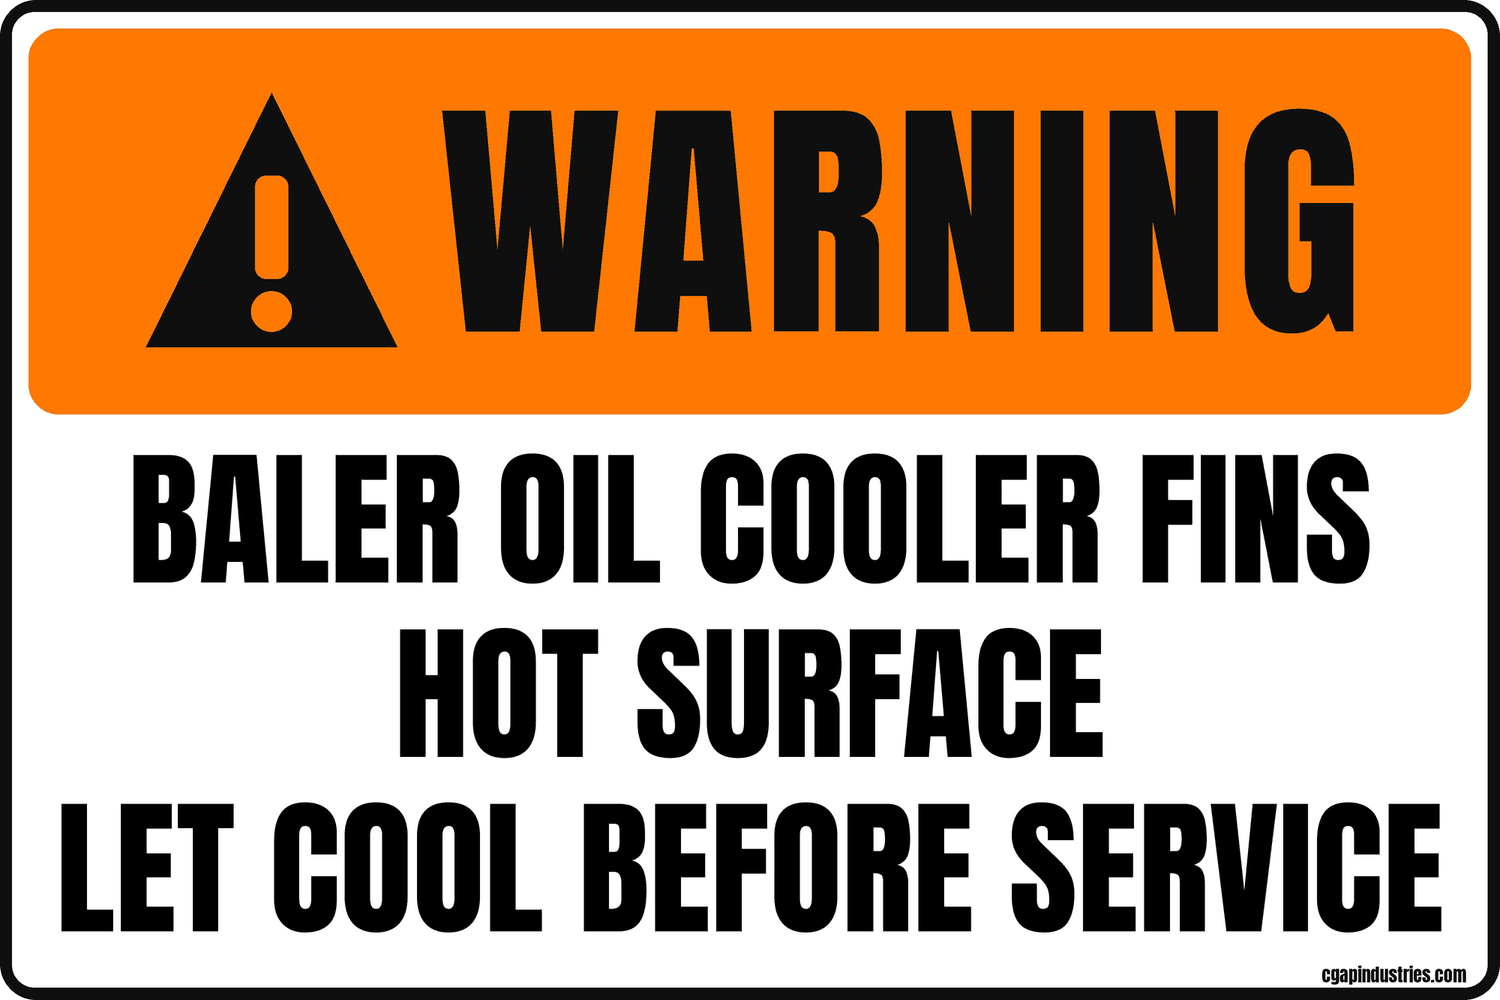 WARNING
BALER OIL COOLER FINS
HOT SURFACE
LET COOL BEFORE SERVICE
cgapindustries.com